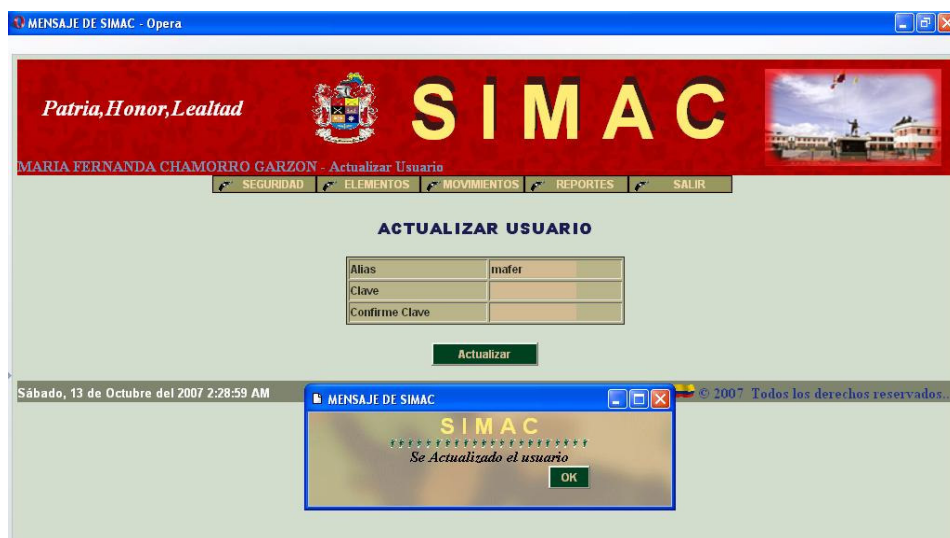 MENSAJE DE SIMAC - Opera
Patria,Honor,Lealtad
SIMAC
MARIA FERNANDA CHAMORRO GARZON - Actualizar Usuario
SEGURIDAD ELEMENTOS MOVIMIENTOS REPORTES SALIR
ACTUALIZAR USUARIO
Alias mafer
Clave
Confirme Clave
Actualizar
Sábado, 13 de Octubre del 2007 2:28:59 AM
© 2007 Todos los derechos reservados..
MENSAJE DE SIMAC
SIMAC
Se Actualizado el usuario
OK